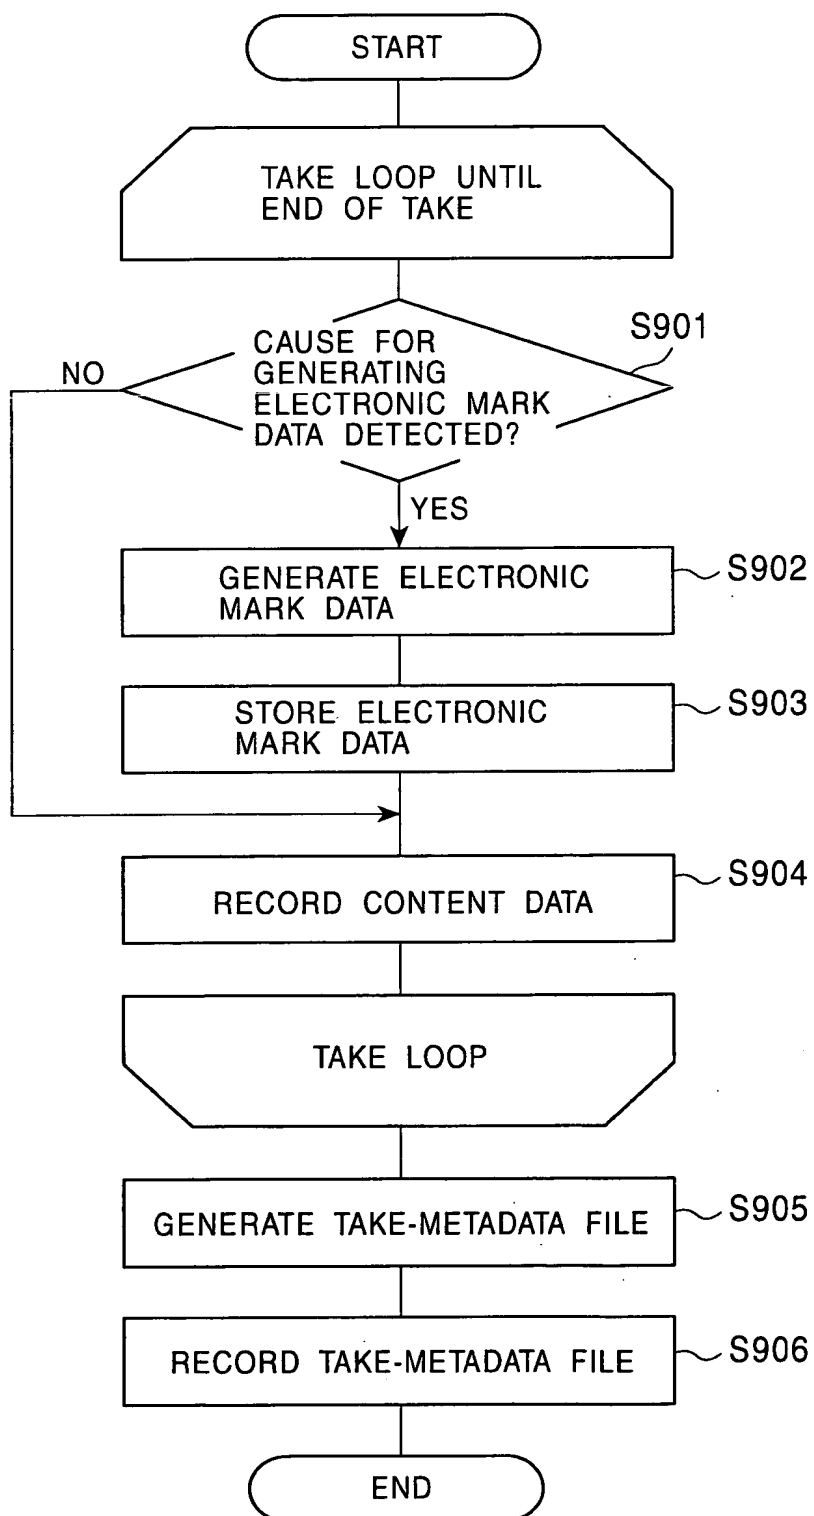 START
TAKE LOOP UNTIL
END OF TAKE
S901
CAUSE FOR
GENERATING
ELECTRONIC MARK
DATA DETECTED?
NO
YES
GENERATE ELECTRONIC
MARK DATA
S902
STORE ELECTRONIC
MARK DATA
S903
RECORD CONTENT DATA
S904
TAKE LOOP
GENERATE TAKE-METADATA FILE
S905
RECORD TAKE-METADATA FILE
S906
END